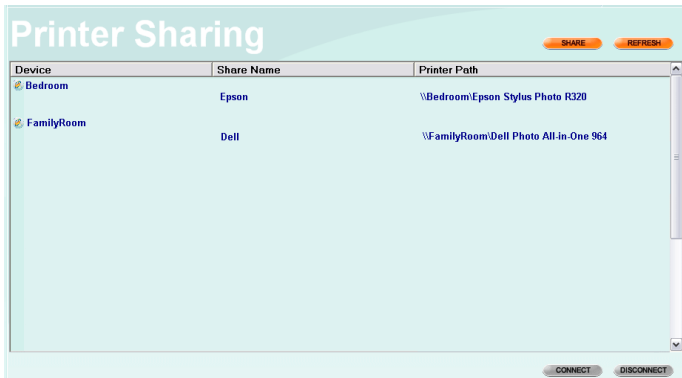 Printer Sharing
SHARE REFRESH
Device Share Name Printer Path
Bedroom
Epson \\Bedroom\Epson Stylus Photo R320
FamilyRoom
Dell \\FamilyRoom\Dell Photo All-in-One 964
CONNECT DISCONNECT